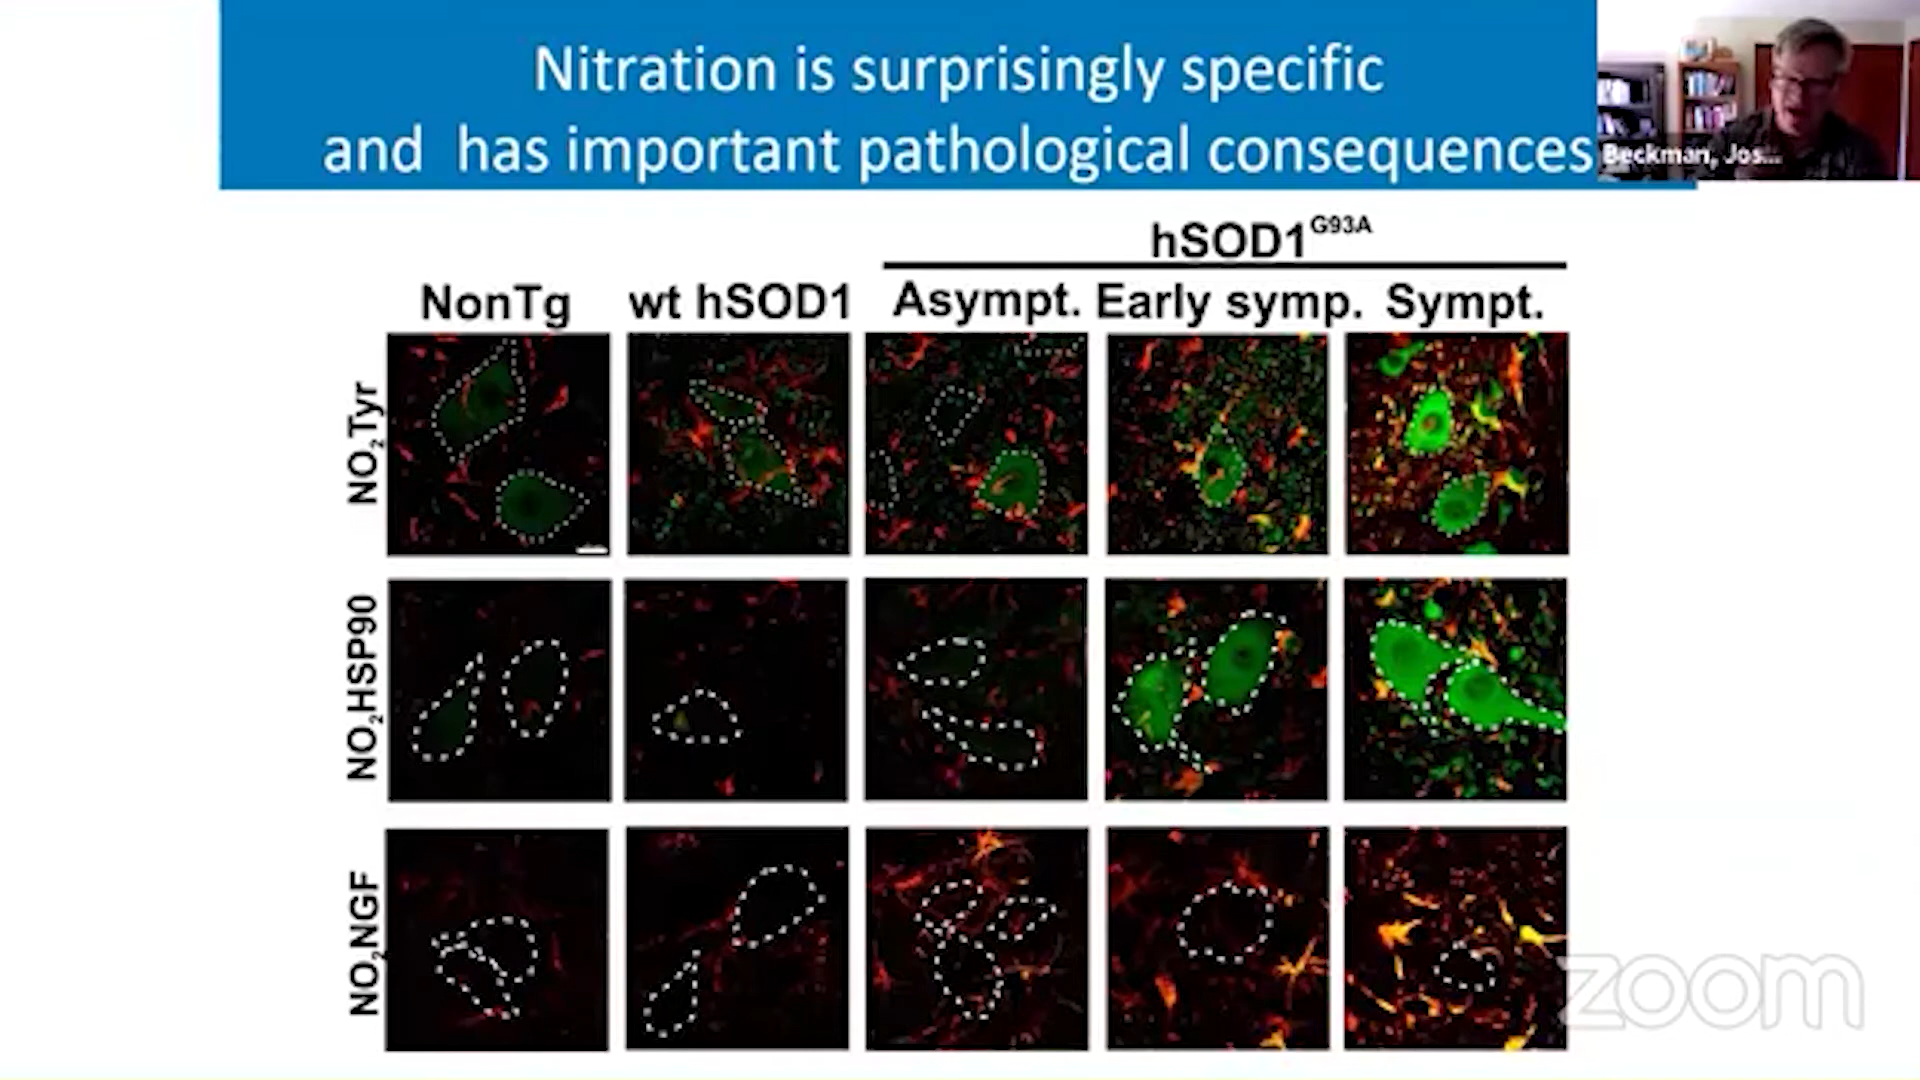 Nitration is surprisingly specific
and has important pathological consequences
Beckman, Jos...
hSOD1G93A
NonTg
wt hSOD1
Asympt.
Early symp.
Sympt.
NO2Tyr
NO2HSP90
NO2NGF
zoom